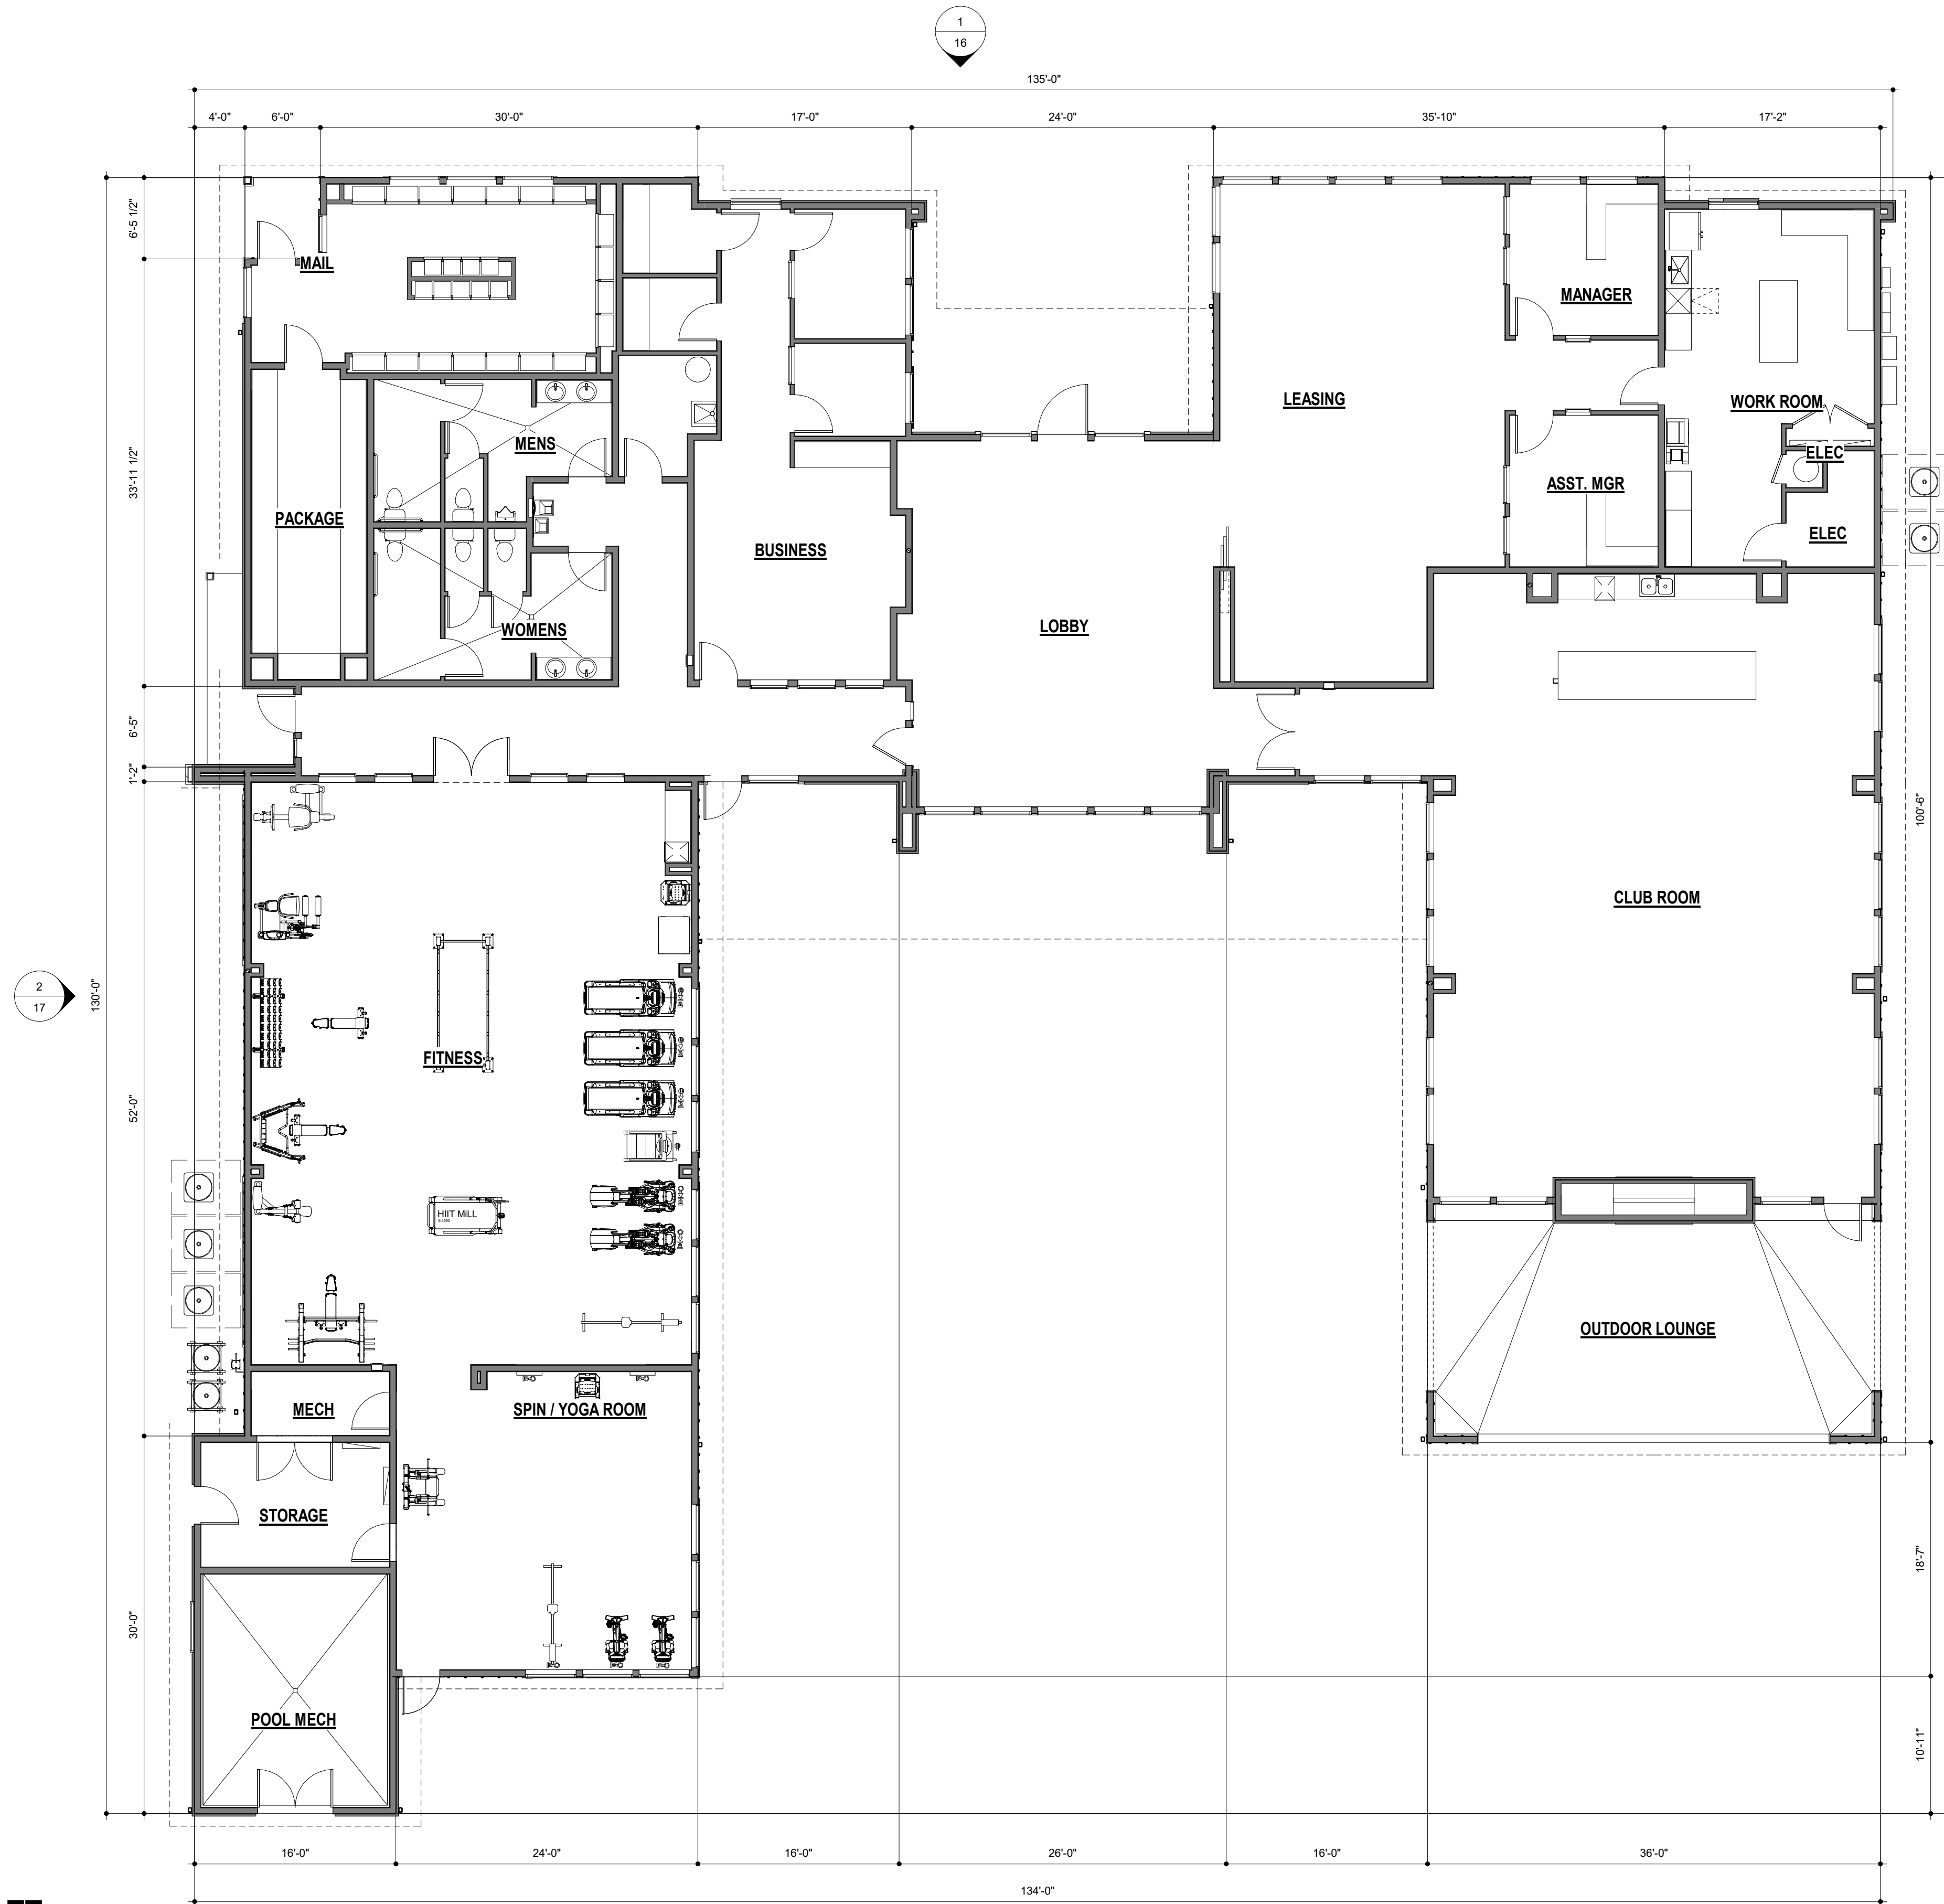 1
16
135'-0"
4'-0"
6'-0"
30'-0"
17'-0"
24'-0"
35'-10"
17'-2"
6'-5 1/2"
MAIL
MANAGER
LEASING
WORK ROOM
MENS
33'-11 1/2"
ELEC
ASST. MGR
PACKAGE
BUSINESS
ELEC
WOMENS
LOBBY
6'-5"
1'-2"
100'-6"
CLUB ROOM
2
17
130'-0"
FITNESS
52'-0"
HIIT MILL
OUTDOOR LOUNGE
MECH
SPIN / YOGA ROOM
STORAGE
18'-7"
30'-0"
POOL MECH
10'-11"
16'-0"
24'-0"
16'-0"
26'-0"
16'-0"
36'-0"
134'-0"